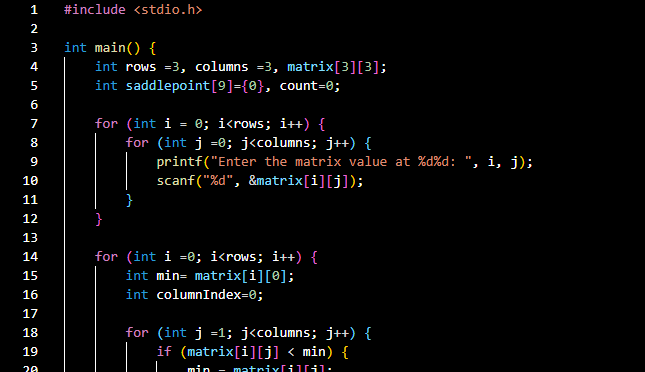 1 #include <stdio.h>
2
3 int main() {
4 int rows =3, columns =3, matrix[3][3];
5 int saddlepoint[9]={0}, count=0;
6
7 for (int i = 0; i<rows; i++) {
8 for (int j =0; j<columns; j++) {
9 printf("Enter the matrix value at %d%d: ", i, j);
10 scanf("%d", &matrix[i][j]);
11 }
12 }
13
14 for (int i =0; i<rows; i++) {
15 int min= matrix[i][0];
16 int columnIndex=0;
17
18 for (int j =1; j<columns; j++) {
19 if (matrix[i][j] < min) {
20 min = matrix[i][j];